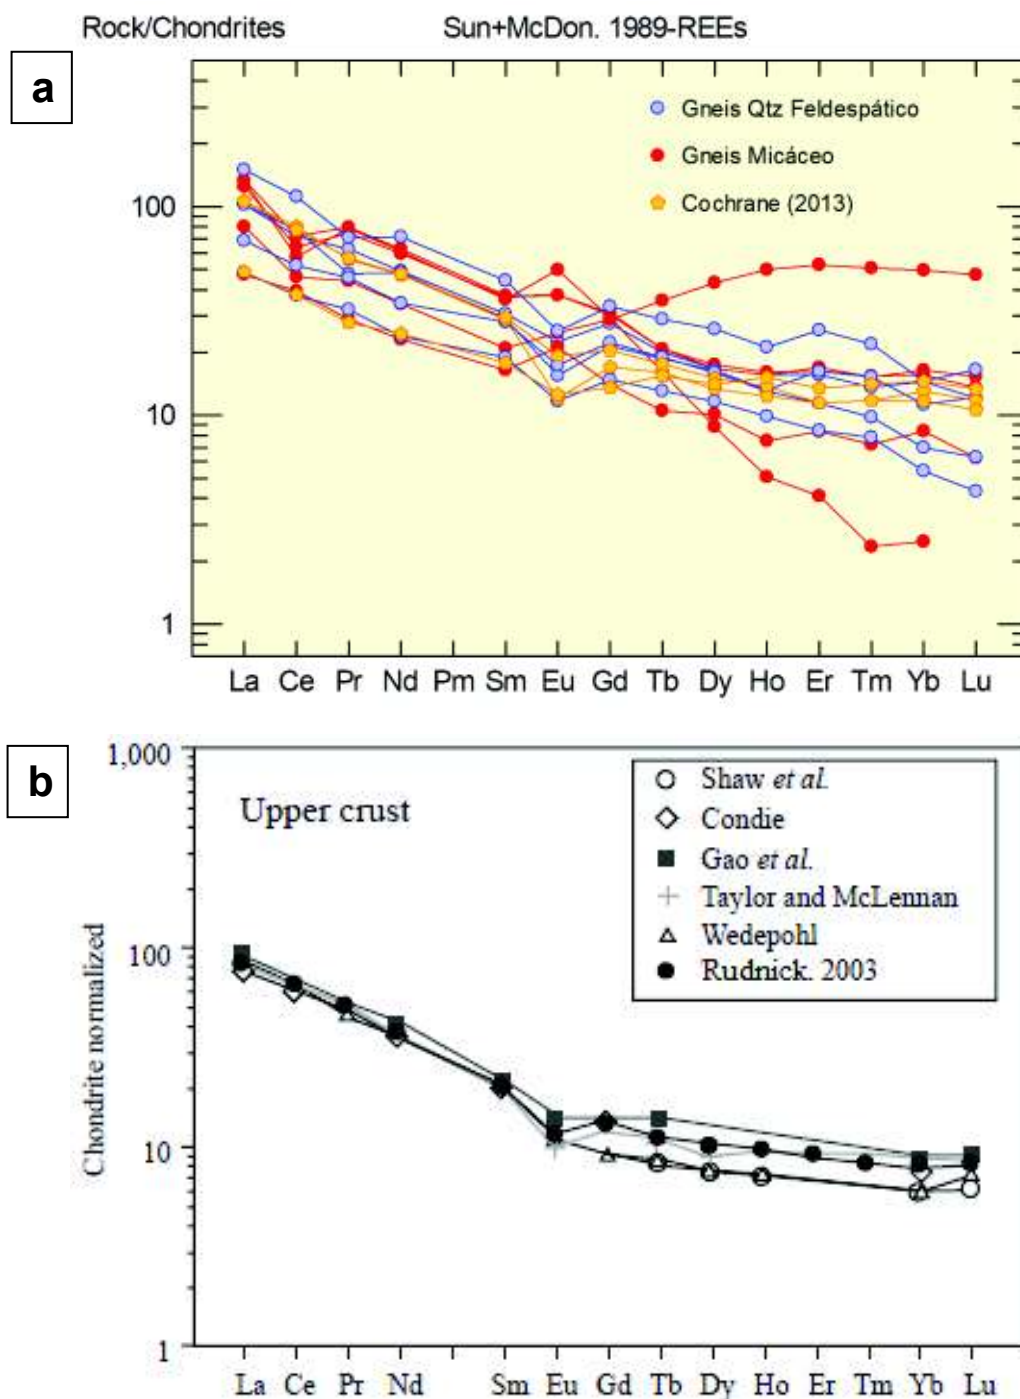 Rock/Chondrites Sun+McDon. 1989-REEs
a
Gneis Qtz Feldespático
Gneis Micáceo
Cochrane (2013)
100
10
1
La Ce Pr Nd Pm Sm Eu Gd Tb Dy Ho Er Tm Yb Lu
b
1,000
Upper crust
Shaw et al.
Condie
Gao et al.
Taylor and McLennan
Wedepohl
Rudnick. 2003
Chondrite normalized
100
10
1
La Ce Pr Nd Sm Eu Gd Tb Dy Ho Er Tm Yb Lu